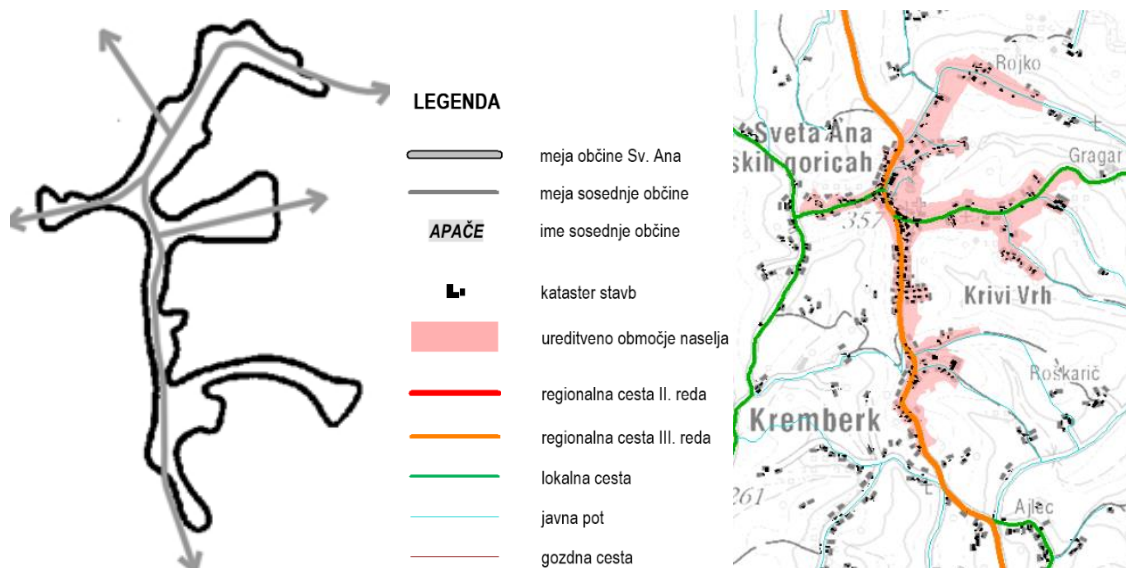 LEGENDA
meja občine Sv. Ana
meja sosednje občine
APAČE
ime sosednje občine
kataster stavb
ureditveno območje naselja
regionalna cesta II. reda
regionalna cesta III. reda
lokalna cesta
javna pot
gozdna cesta
Rojko
Sveta Ana
skih goricah
Gragar
357
Krivi Vrh
Roškarič
Kremberk
261
Ajlec